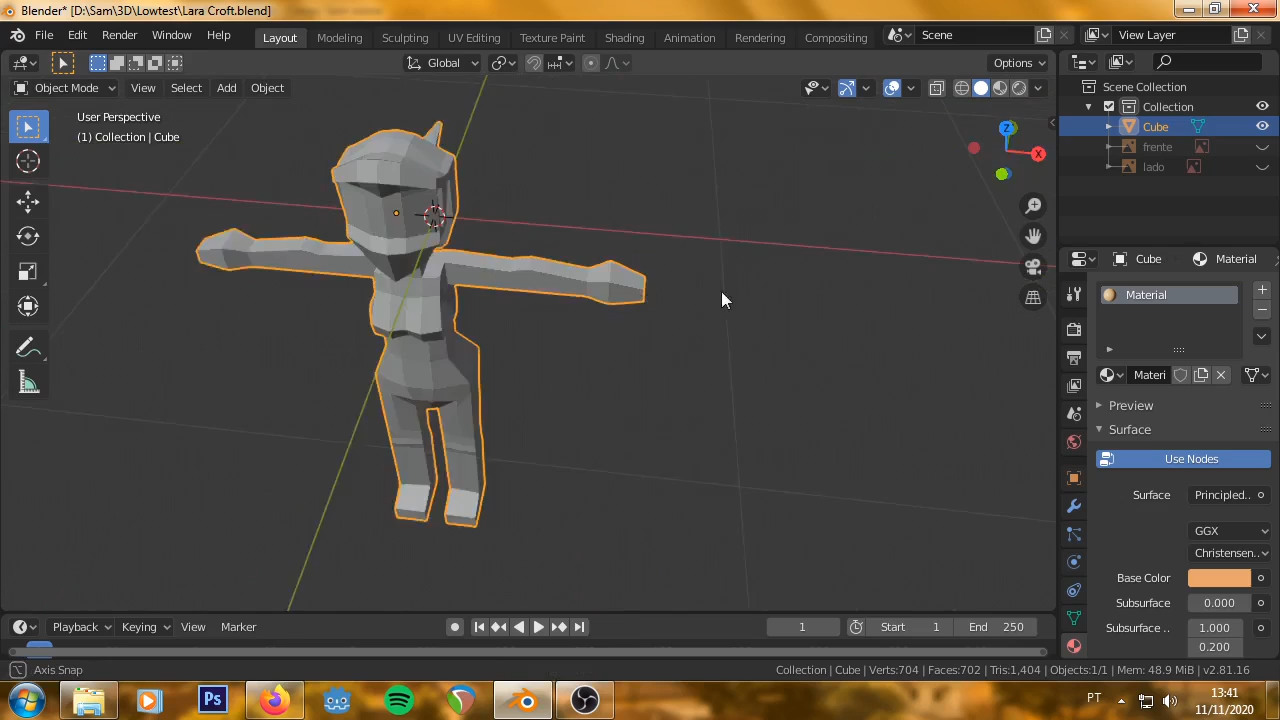 Blender* [D:\Sam\3D\Lowtest\Lara Croft.blend]
File Edit Render Window Help Layout Modeling Sculpting UV Editing Texture Paint Shading Animation Rendering Compositing Scene View Layer
Global Options
Object Mode View Select Add Object
User Perspective
(1) Collection | Cube
Z
X
Scene Collection
Collection
Cube
frente
lado
Cube Material
Material
Materi
Preview
Surface
Use Nodes
Surface Principled..
GGX
Christensen..
Base Color
Subsurface 0.000
Subsurface .. 1.000
0.200
Playback Keying View Marker 1 Start 1 End 250
Axis Snap Collection | Cube | Verts:704 | Faces:702 | Tris:1,404 | Objects:1/1 | Mem: 48.9 MiB | v2.81.16
Ps PT 13:41
11/11/2020